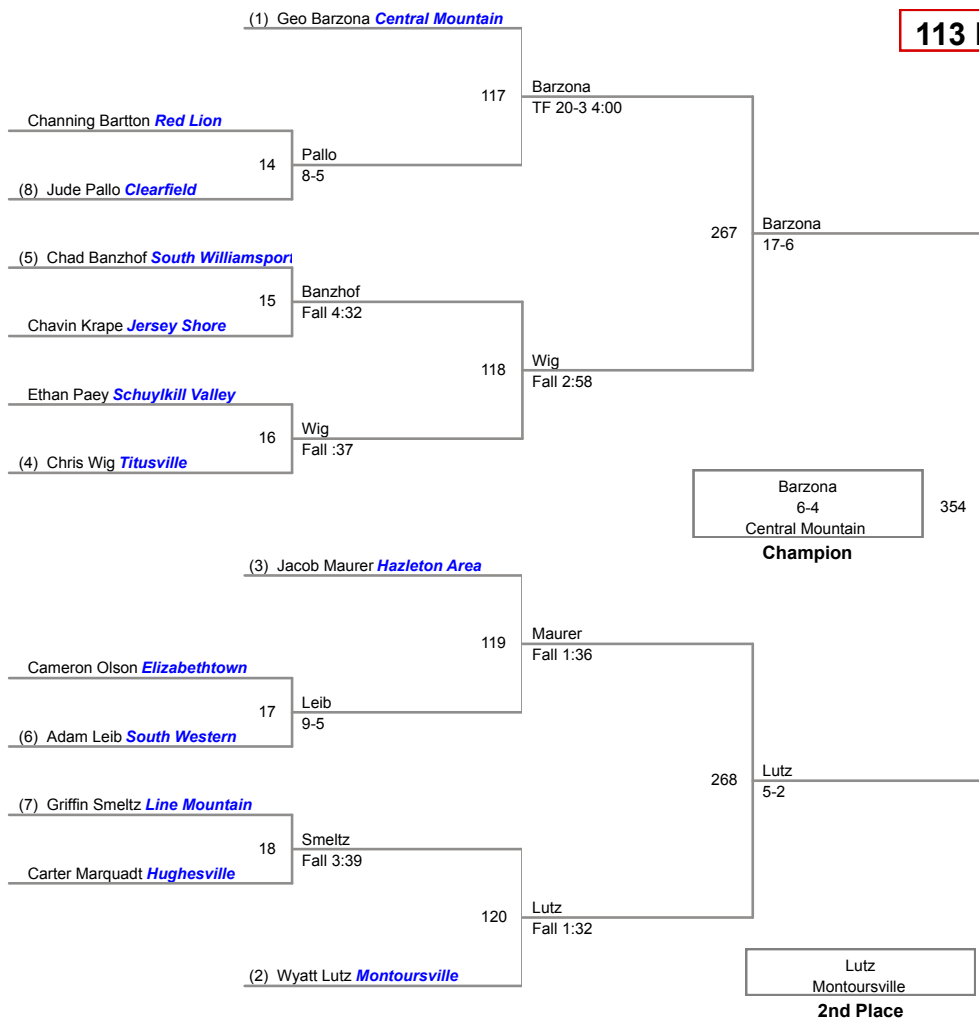 (1) Geo Barzona Central Mountain
113
117
Barzona
TF 20-3 4:00
Channing Bartton Red Lion
14
Pallo
8-5
(8) Jude Pallo Clearfield
267
Barzona
17-6
(5) Chad Banzhof South Williamsport
15
Banzhof
Fall 4:32
Chavin Krape Jersey Shore
118
Wig
Fall 2:58
Ethan Paey Schuylkill Valley
16
Wig
Fall :37
(4) Chris Wig Titusville
Barzona
6-4
Central Mountain
354
Champion
(3) Jacob Maurer Hazleton Area
119
Maurer
Fall 1:36
Cameron Olson Elizabethtown
17
Leib
9-5
(6) Adam Leib South Western
268
Lutz
5-2
(7) Griffin Smeltz Line Mountain
18
Smeltz
Fall 3:39
Carter Marquadt Hughesville
120
Lutz
Fall 1:32
(2) Wyatt Lutz Montoursville
Lutz
Montoursville
2nd Place